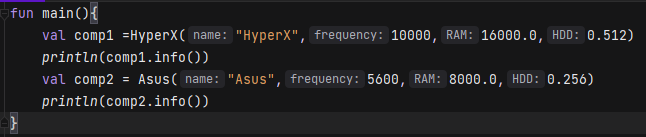 fun main(){
val comp1 =HyperX( name: "HyperX", frequency: 10000, RAM: 16000.0, HDD: 0.512)
println(comp1.info())
val comp2 = Asus( name: "Asus", frequency: 5600, RAM: 8000.0, HDD: 0.256)
println(comp2.info())
}